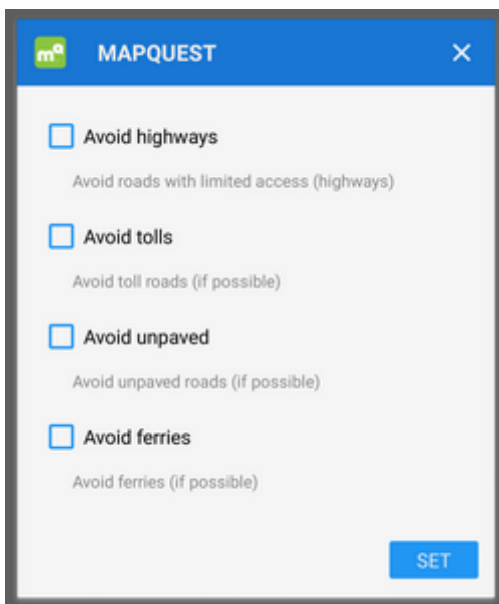 mq MAPQUEST
Avoid highways
Avoid roads with limited access (highways)
Avoid tolls
Avoid toll roads (if possible)
Avoid unpaved
Avoid unpaved roads (if possible)
Avoid ferries
Avoid ferries (if possible)
SET